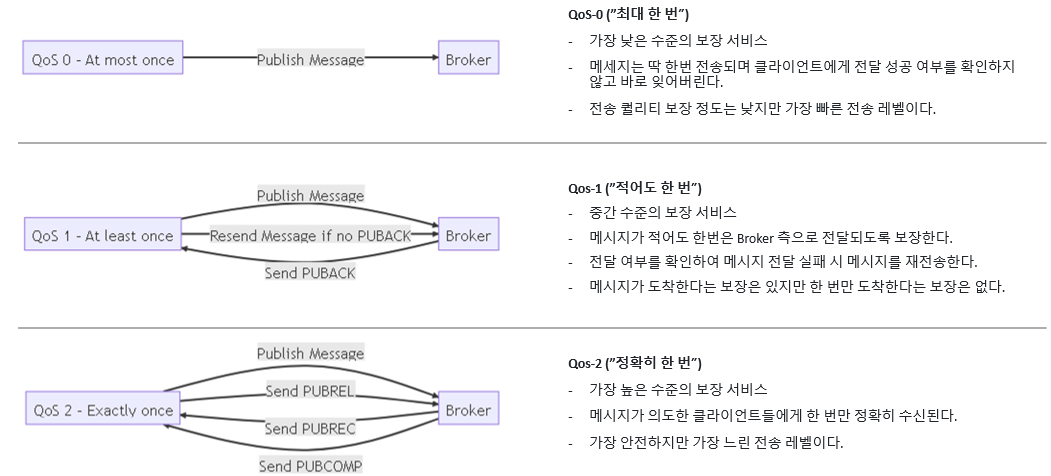 QoS 0 - At most once
Publish Message
Broker
QoS-0 ("최대 한 번")
- 가장 낮은 수준의 보장 서비스
- 메세지는 딱 한번 전송되며 클라이언트에게 전달 성공 여부를 확인하지
않고 바로 잊어버린다.
- 전송 퀄리티 보장 정도는 낮지만 가장 빠른 전송 레벨이다.
QoS 1 - At least once
Publish Message
Resend Message if no PUBACK
Send PUBACK
Broker
Qos-1 ("적어도 한 번")
- 중간 수준의 보장 서비스
- 메시지가 적어도 한번은 Broker 측으로 전달되도록 보장한다.
- 전달 여부를 확인하여 메시지 전달 실패 시 메시지를 재전송한다.
- 메시지가 도착한다는 보장은 있지만 한 번만 도착한다는 보장은 없다.
QoS 2 - Exactly once
Publish Message
Send PUBREL
Send PUBREC
Send PUBCOMP
Broker
Qos-2 ("정확히 한 번")
- 가장 높은 수준의 보장 서비스
- 메시지가 의도한 클라이언트들에게 한 번만 정확히 수신된다.
- 가장 안전하지만 가장 느린 전송 레벨이다.